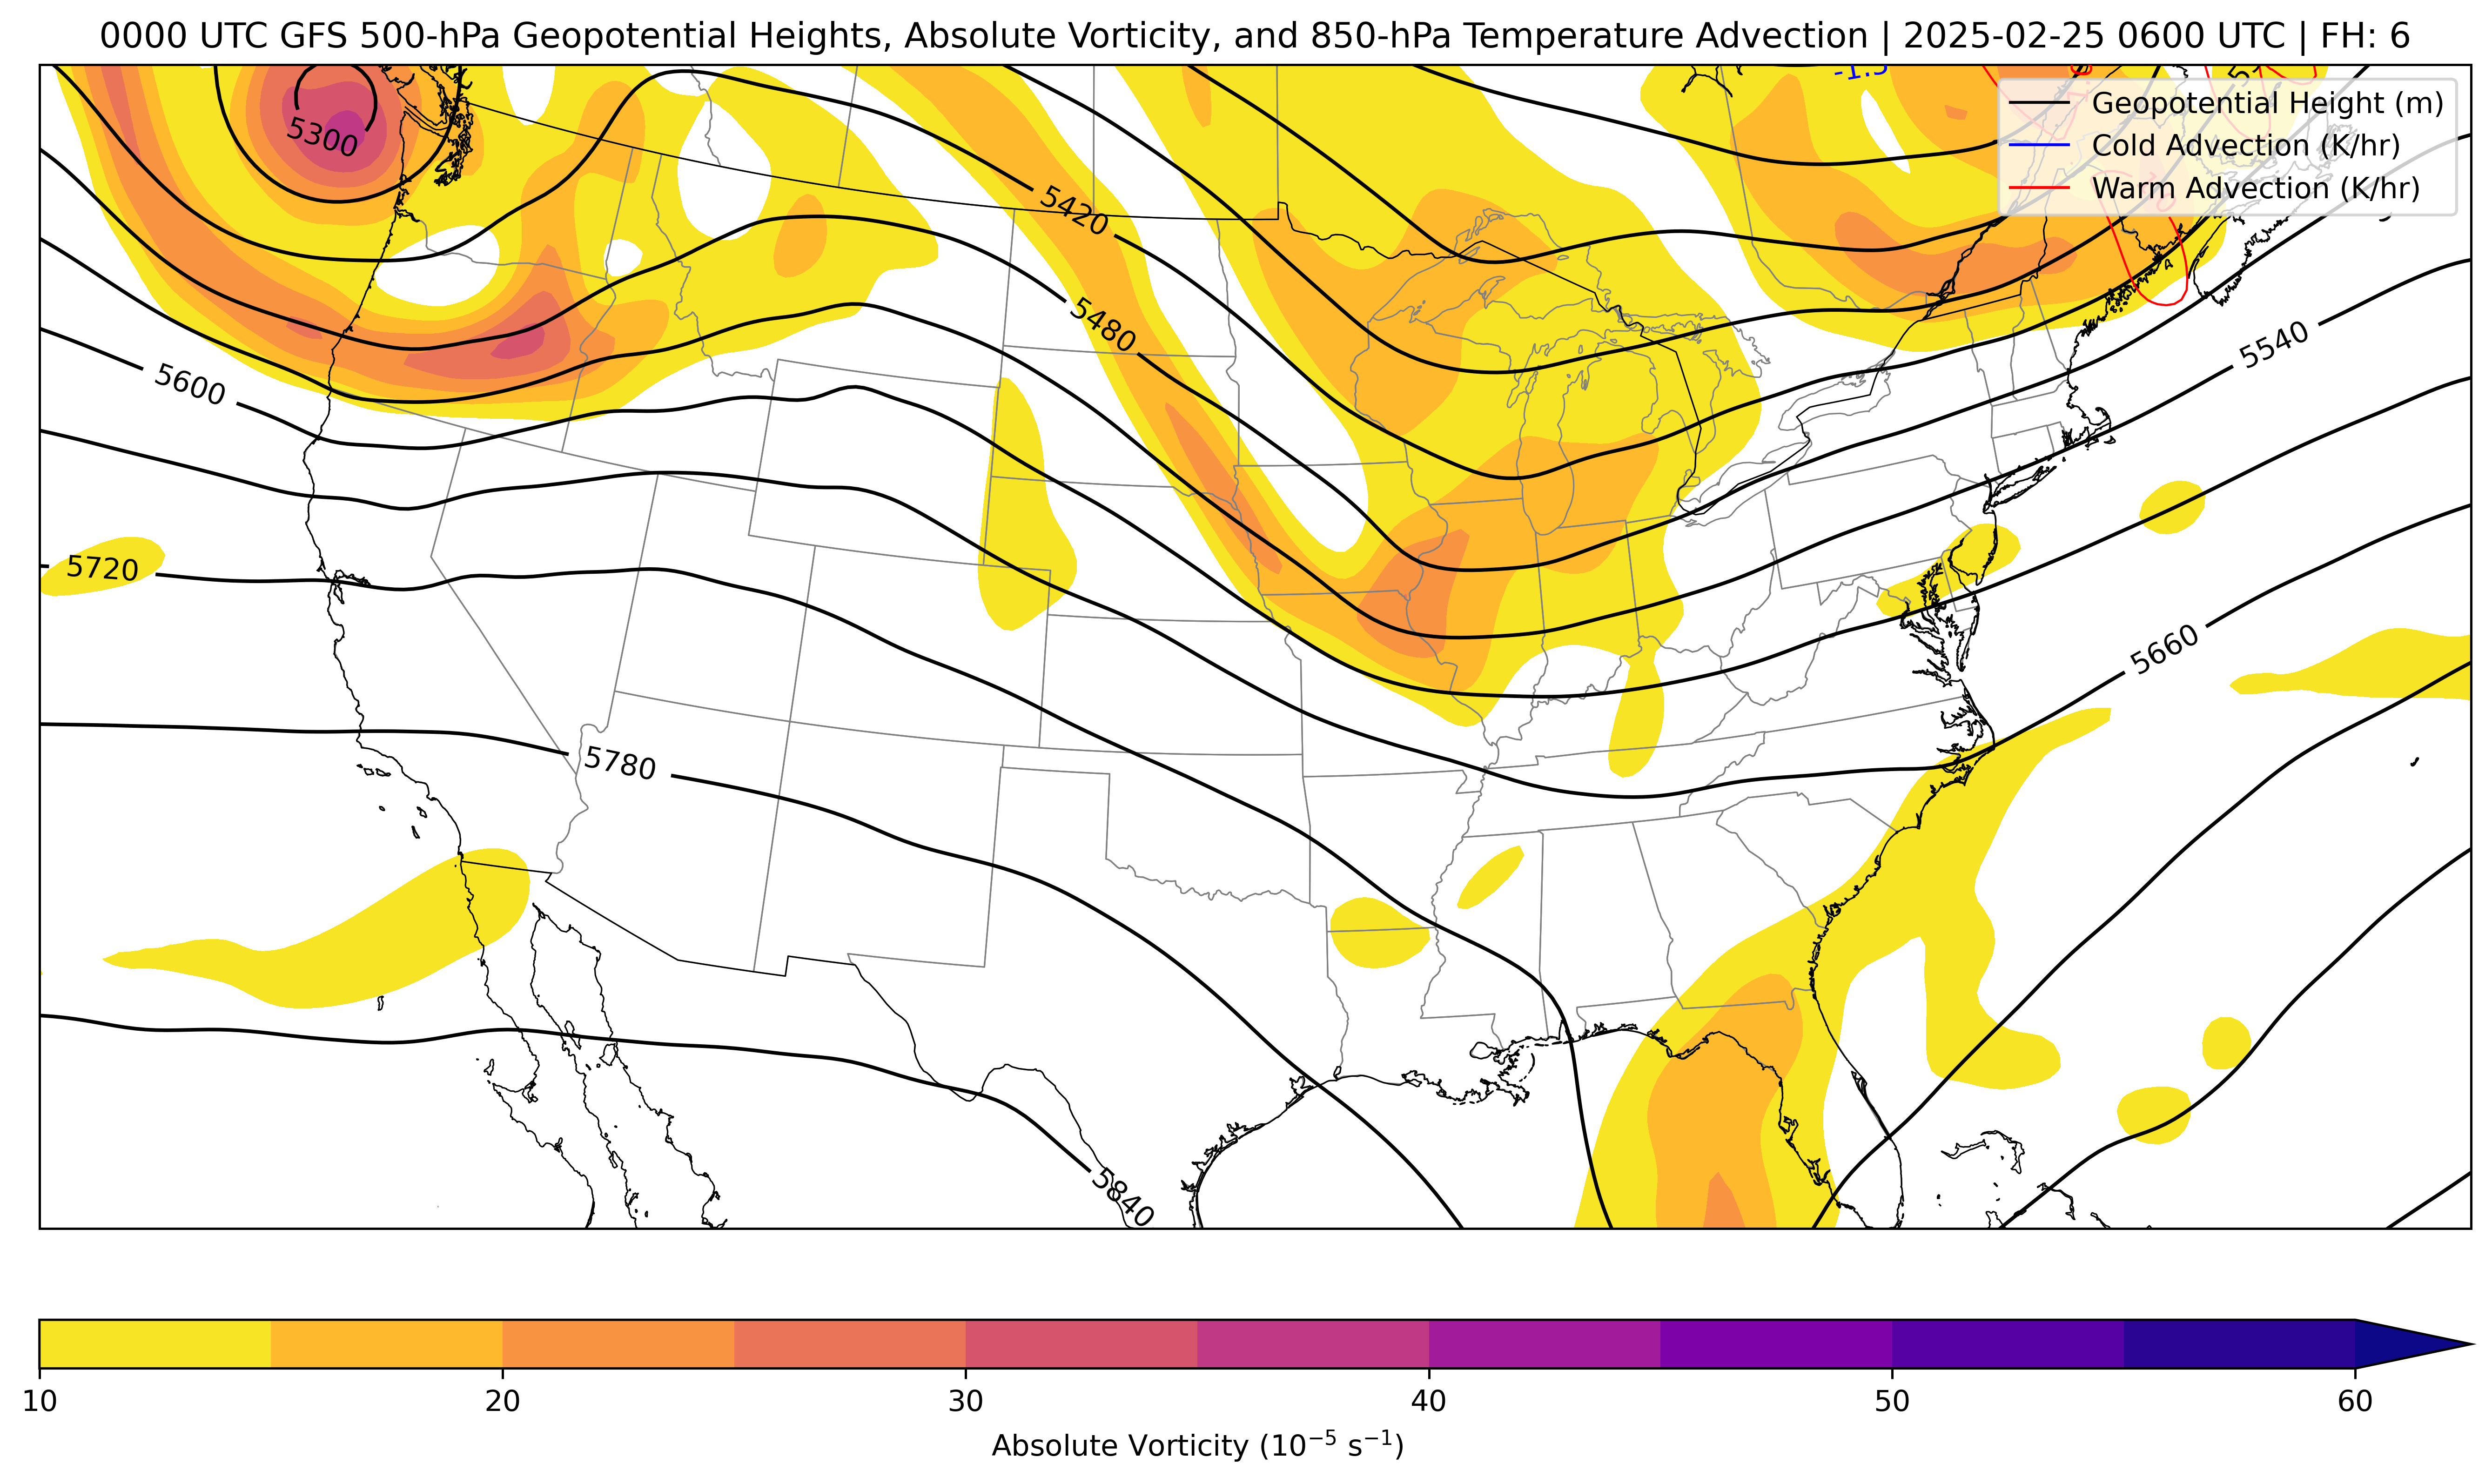 0000 UTC GFS 500-hPa Geopotential Heights, Absolute Vorticity, and 850-hPa Temperature Advection | 2025-02-25 0600 UTC | FH: 6
Geopotential Height (m)
Cold Advection (K/hr)
Warm Advection (K/hr)
5300
5420
5480
5540
5600
5720
5660
5780
5840
10 20 30 40 50 60
Absolute Vorticity (10⁻⁵ s⁻¹)